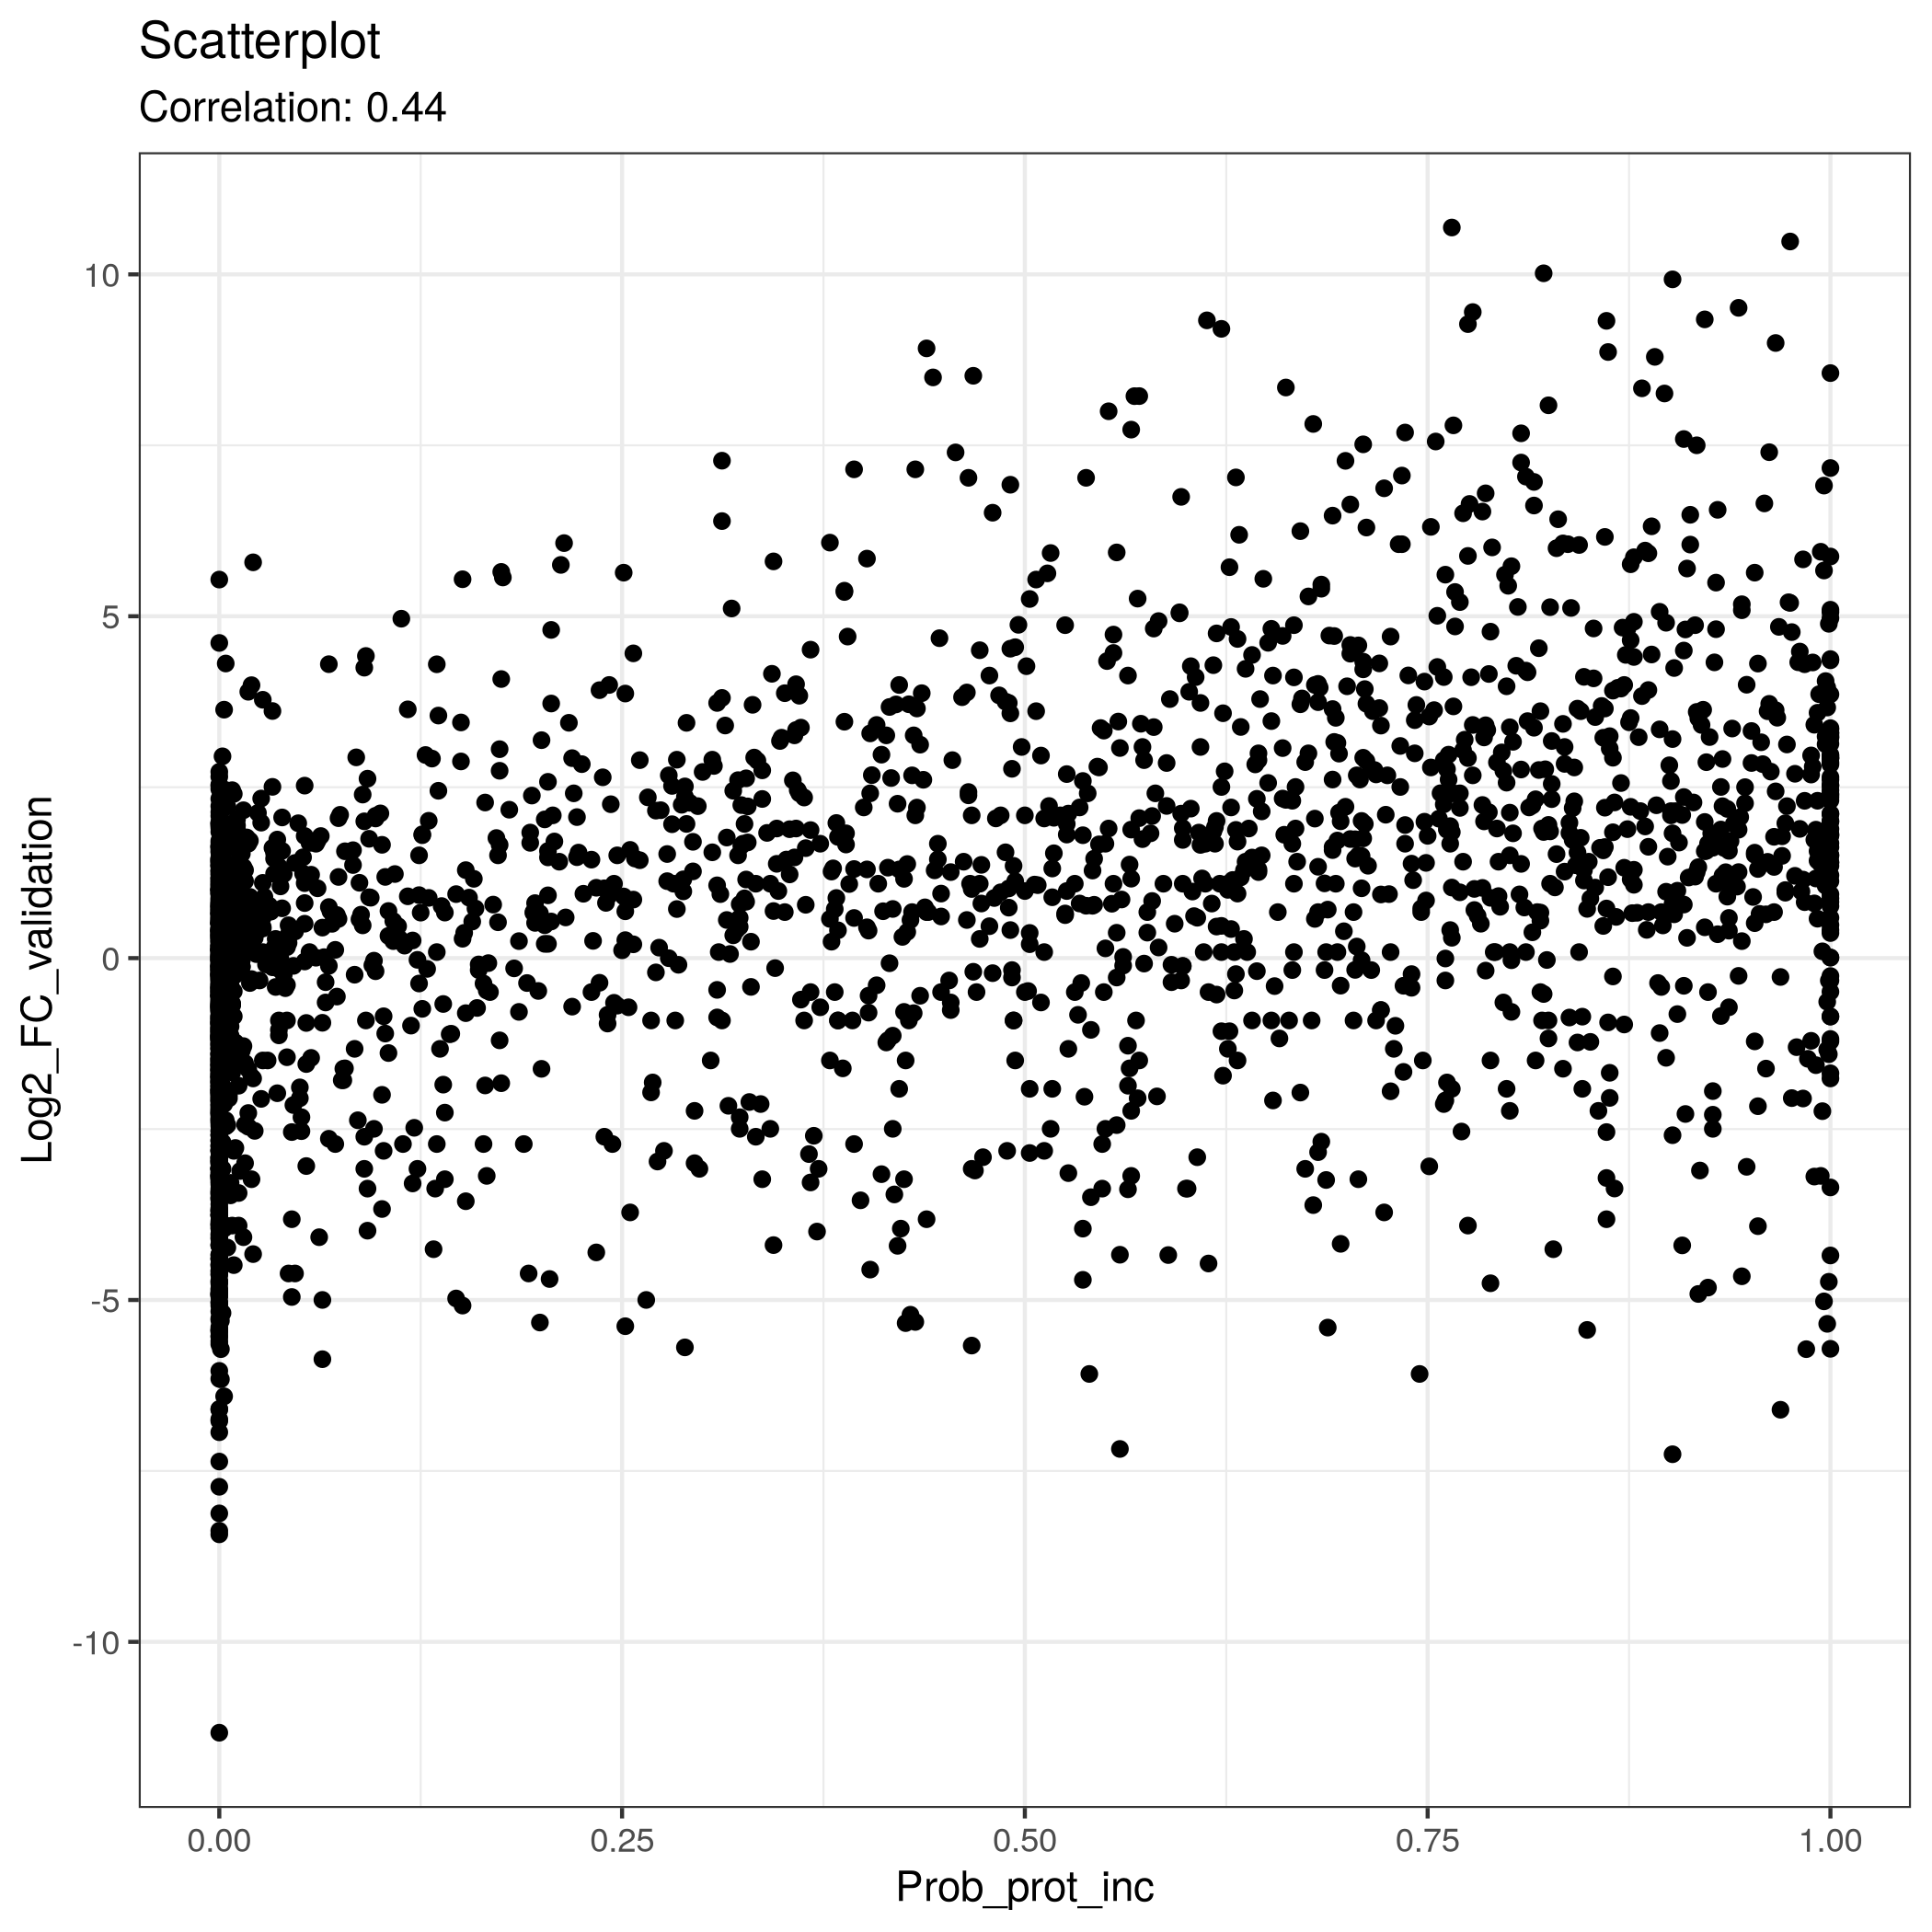 Scatterplot
Correlation: 0.44
Log2_FC_validation
10
5
0
-5
-10
0.00 0.25 0.50 0.75 1.00
Prob_prot_inc